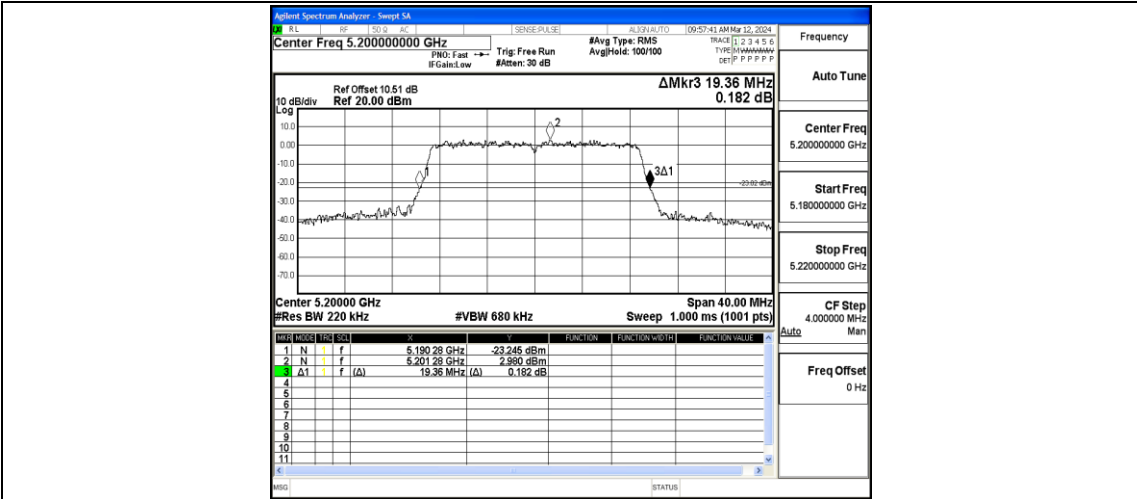 Agilent Spectrum Analyzer - Swept SA
RL RF 50 Ω AC SENSE:PULSE ALIGN AUTO 09:57:41 AM Mar 12, 2024
Center Freq 5.200000000 GHz
PNO: Fast
IFGain:Low
Trig: Free Run
#Atten: 30 dB
#Avg Type: RMS
Avg|Hold: 100/100
TRACE 1 2 3 4 5 6
TYPE M
DET P P P P P P
ΔMkr3 19.36 MHz
0.182 dB
Ref Offset 10.51 dB
10 dB/div Ref 20.00 dBm
Log
10.0
0.00
-10.0
-20.0
-30.0
-40.0
-50.0
-60.0
-70.0
1
2
3Δ1
Center 5.20000 GHz Span 40.00 MHz
#Res BW 220 kHz #VBW 680 kHz Sweep 1.000 ms (1001 pts)
MKR MODE TRC SCL X Y FUNCTION FUNCTION WIDTH FUNCTION VALUE
1 N 1 f 5.190 28 GHz -23.245 dBm
2 N 1 f 5.201 28 GHz 2.980 dBm
3 Δ1 1 f (Δ) 19.36 MHz (Δ) 0.182 dB
4
5
6
7
8
9
10
11
MSG STATUS
Frequency
Auto Tune
Center Freq
5.200000000 GHz
Start Freq
5.180000000 GHz
Stop Freq
5.220000000 GHz
CF Step
4.000000 MHz
Auto Man
Freq Offset
0 Hz